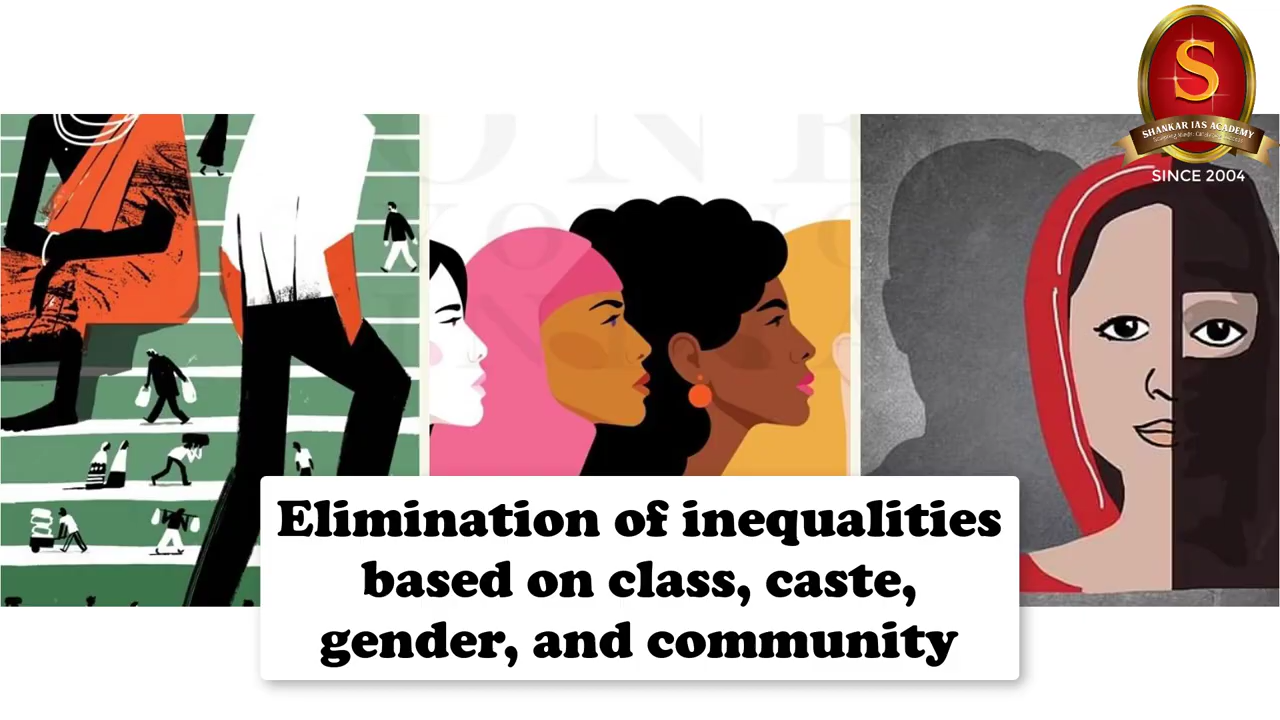 S
SHANKAR IAS ACADEMY
SINCE 2004
Elimination of inequalities
based on class, caste,
gender, and community